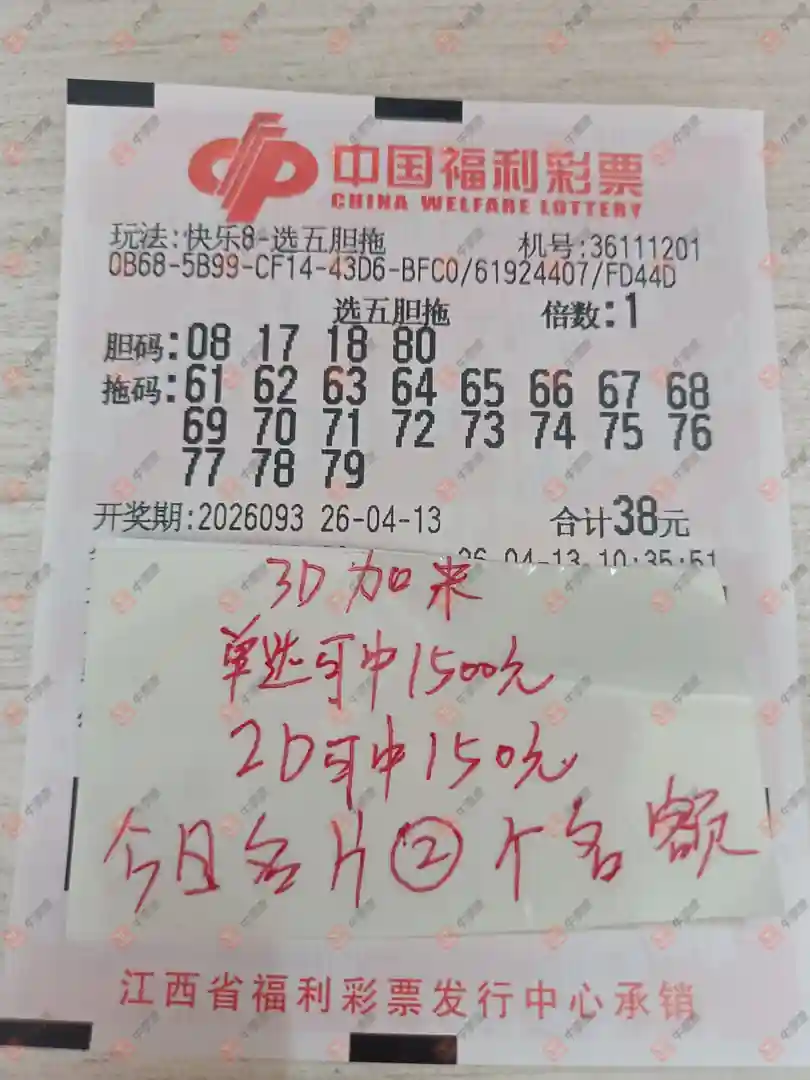 中国福利彩票
CHINA WELFARE LOTTERY
玩法:快乐8-选五胆拖 机号:36111201
0B68-5B99-CF14-43D6-BFC0/61924407/FD44D
选五胆拖 倍数:1
胆码:08 17 18 80
拖码:61 62 63 64 65 66 67 68
69 70 71 72 73 74 75 76
77 78 79
开奖期:2026093 26-04-13 合计38元
26-04-13 10:35:51
3D加来
单选可中1500元
2D可中150元
今日名片②个名额
江西省福利彩票发行中心承销